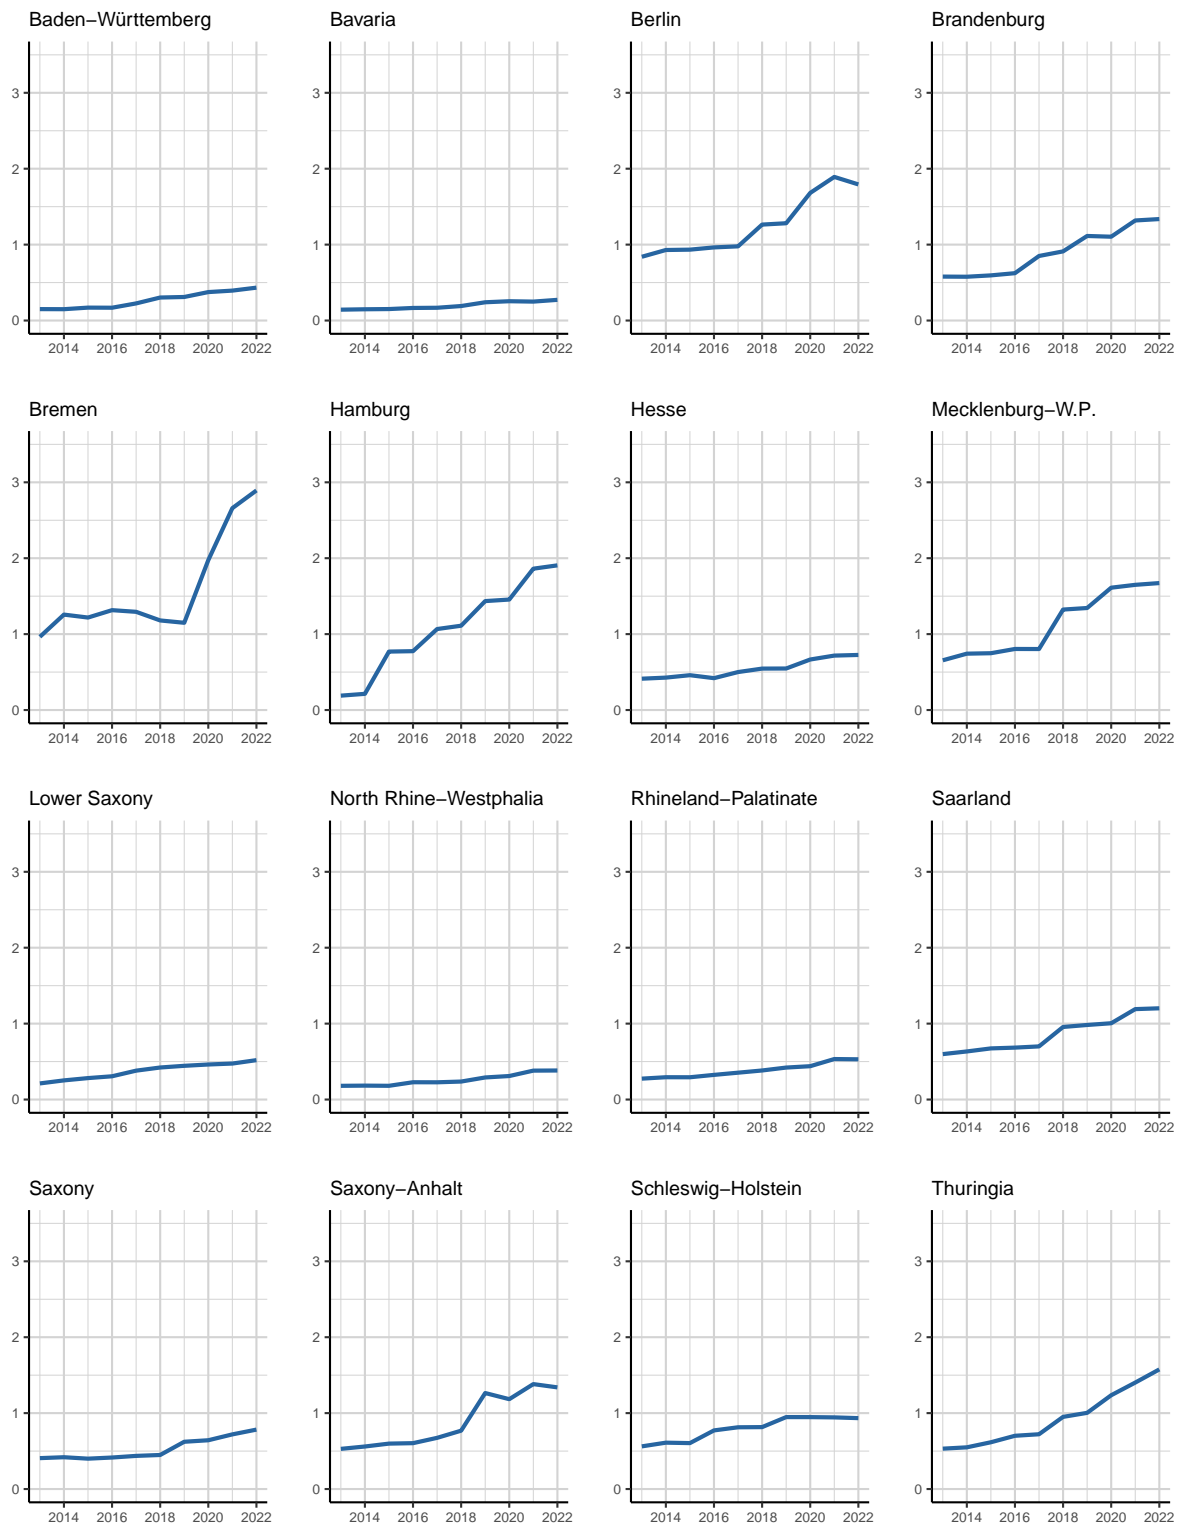 Baden−Württemberg Bavaria Berlin Brandenburg
3 3 3 3
2 2 2 2
1 1 1 1
0 0 0 0
2014 2016 2018 2020 2022 2014 2016 2018 2020 2022 2014 2016 2018 2020 2022 2014 2016 2018 2020 2022
Bremen Hamburg Hesse Mecklenburg−W.P.
3 3 3 3
2 2 2 2
1 1 1 1
0 0 0 0
2014 2016 2018 2020 2022 2014 2016 2018 2020 2022 2014 2016 2018 2020 2022 2014 2016 2018 2020 2022
Lower Saxony North Rhine−Westphalia Rhineland−Palatinate Saarland
3 3 3 3
2 2 2 2
1 1 1 1
0 0 0 0
2014 2016 2018 2020 2022 2014 2016 2018 2020 2022 2014 2016 2018 2020 2022 2014 2016 2018 2020 2022
Saxony Saxony−Anhalt Schleswig−Holstein Thuringia
3 3 3 3
2 2 2 2
1 1 1 1
0 0 0 0
2014 2016 2018 2020 2022 2014 2016 2018 2020 2022 2014 2016 2018 2020 2022 2014 2016 2018 2020 2022